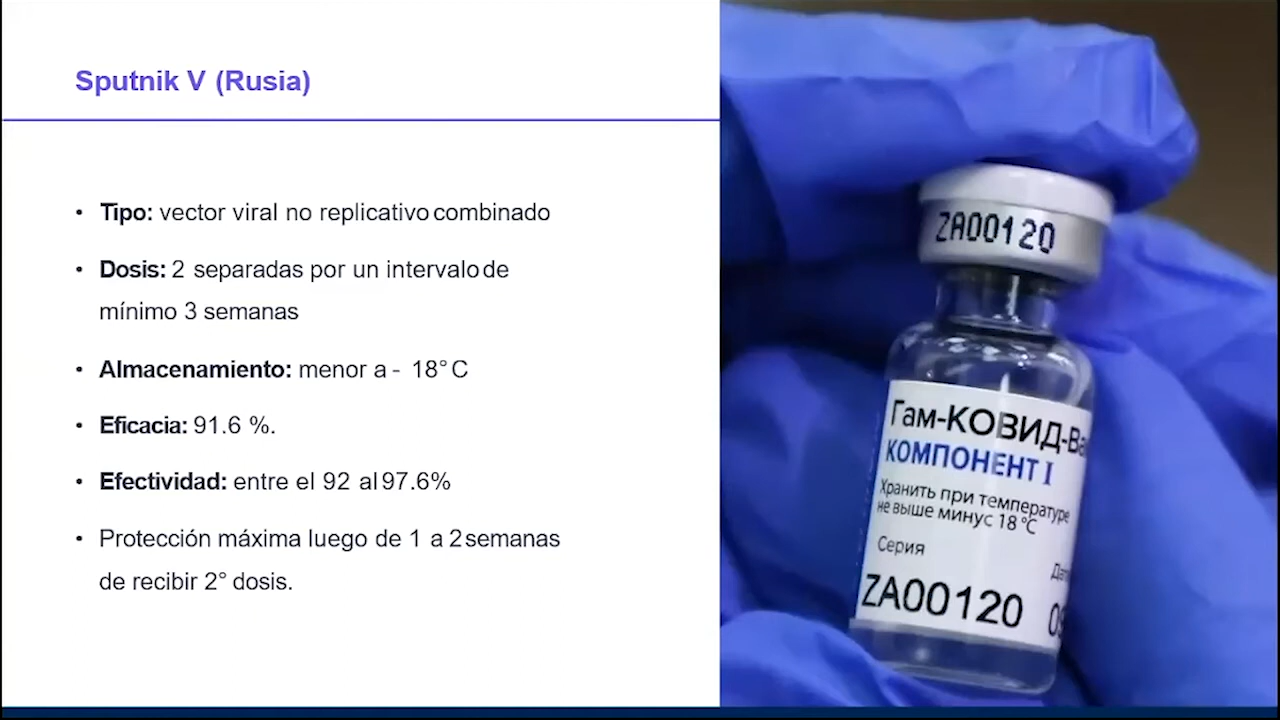 Sputnik V (Rusia)
• Tipo: vector viral no replicativo combinado
• Dosis: 2 separadas por un intervalo de
mínimo 3 semanas
• Almacenamiento: menor a - 18°C
• Eficacia: 91.6 %.
• Efectividad: entre el 92 al 97.6%
• Protección máxima luego de 1 a 2 semanas
de recibir 2° dosis.
ZA00120
Гам-КОВИД-Ва
КОМПОНЕНТ I
Хранить при температуре
не выше минус 18 °C
Серия
ZA00120